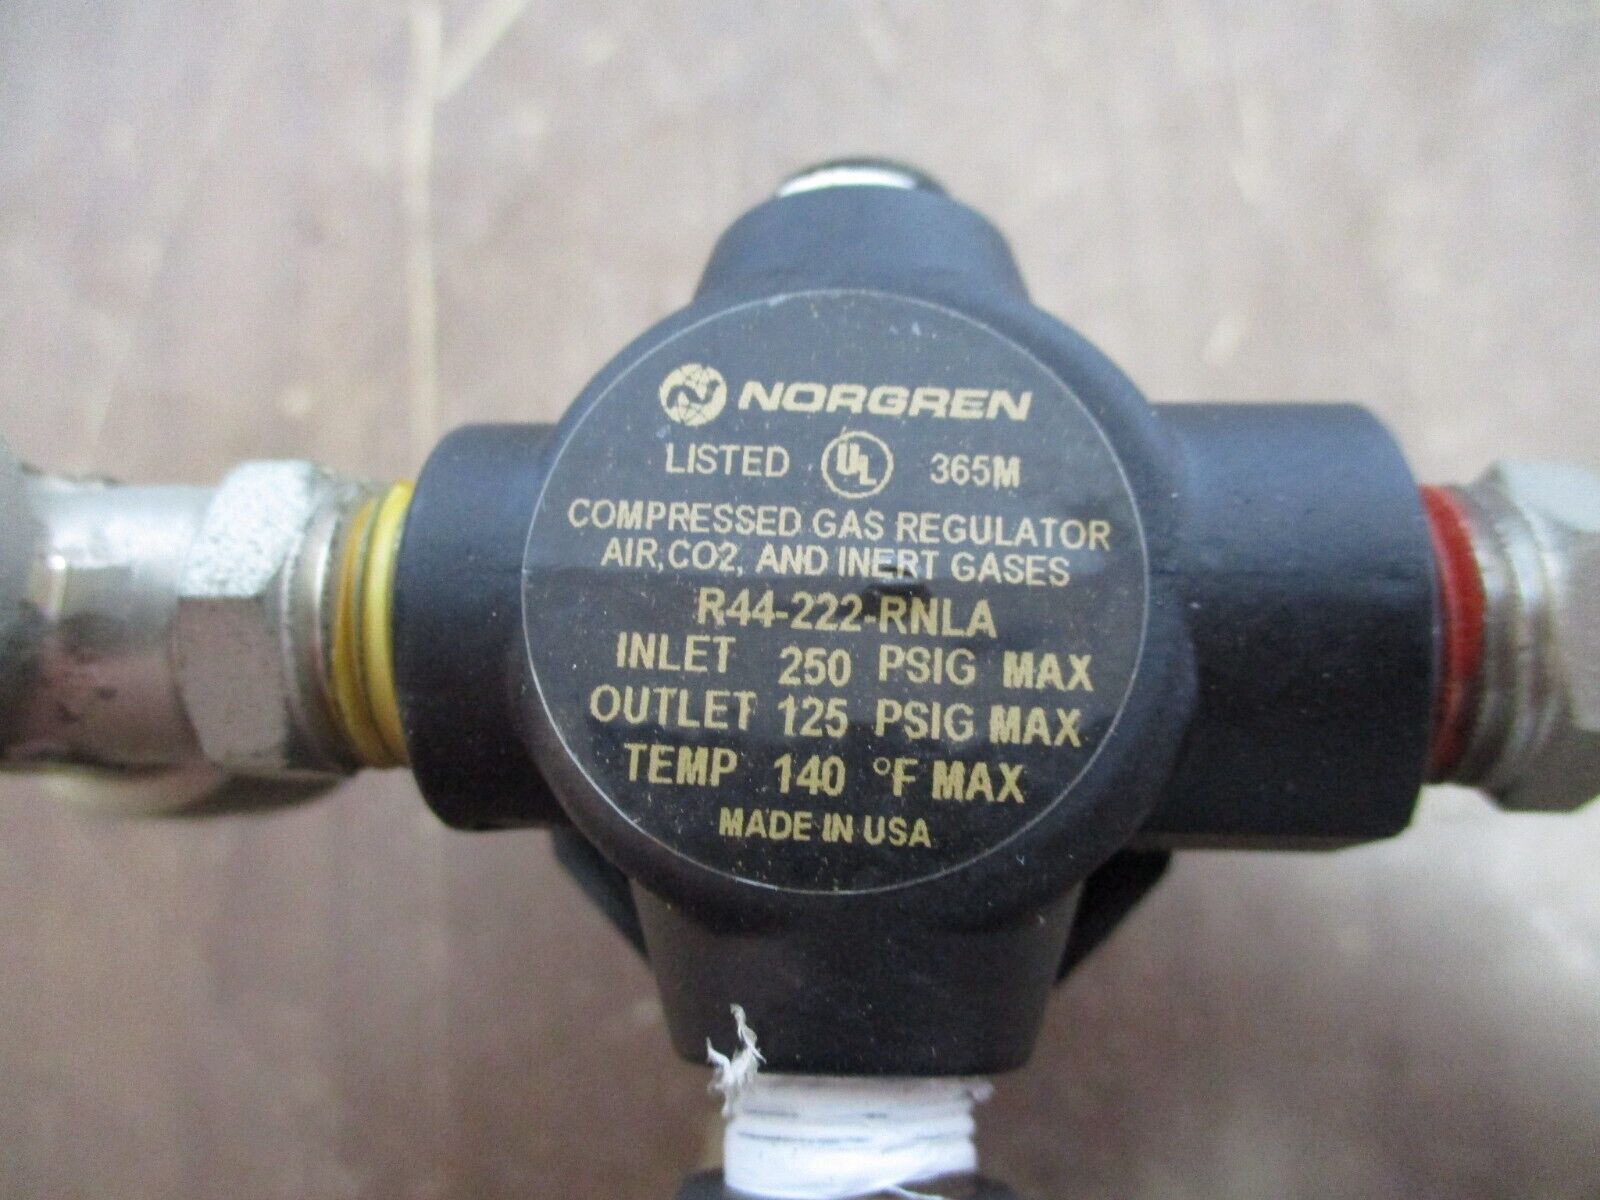 NORGREN
LISTED UL 365M
COMPRESSED GAS REGULATOR
AIR,CO2, AND INERT GASES
R44-222-RNLA
INLET 250 PSIG MAX
OUTLET 125 PSIG MAX
TEMP 140 °F MAX
MADE IN USA